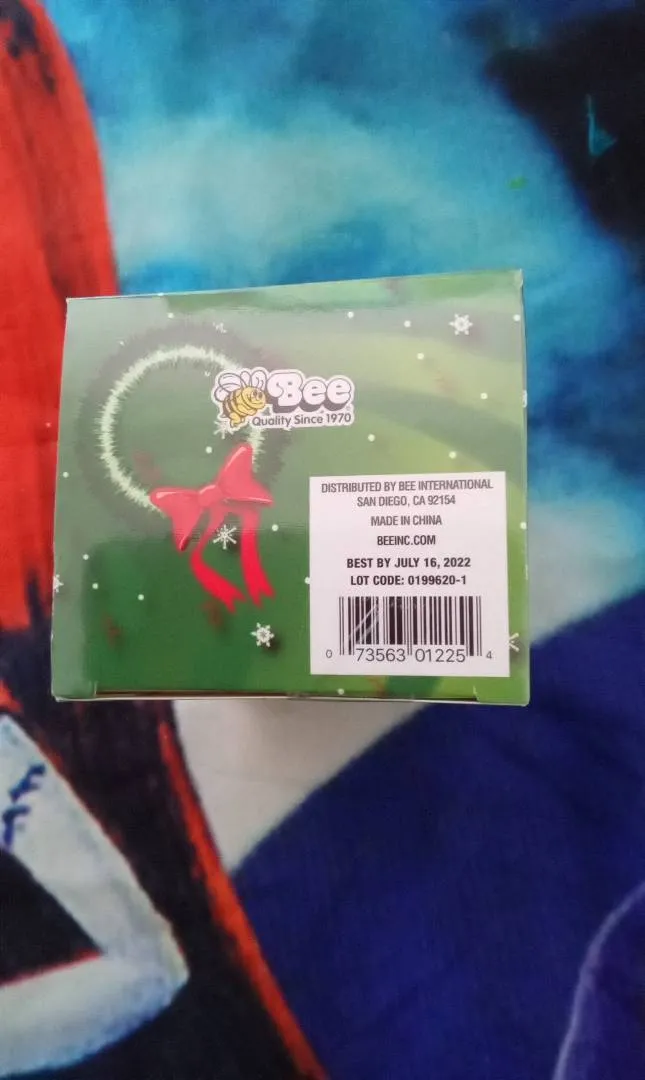 Bee
Quality Since 1970
DISTRIBUTED BY BEE INTERNATIONAL
SAN DIEGO, CA 92154
MADE IN CHINA
BEEINC.COM
BEST BY JULY 16, 2022
LOT CODE: 0199620-1
0 73563 01225 4